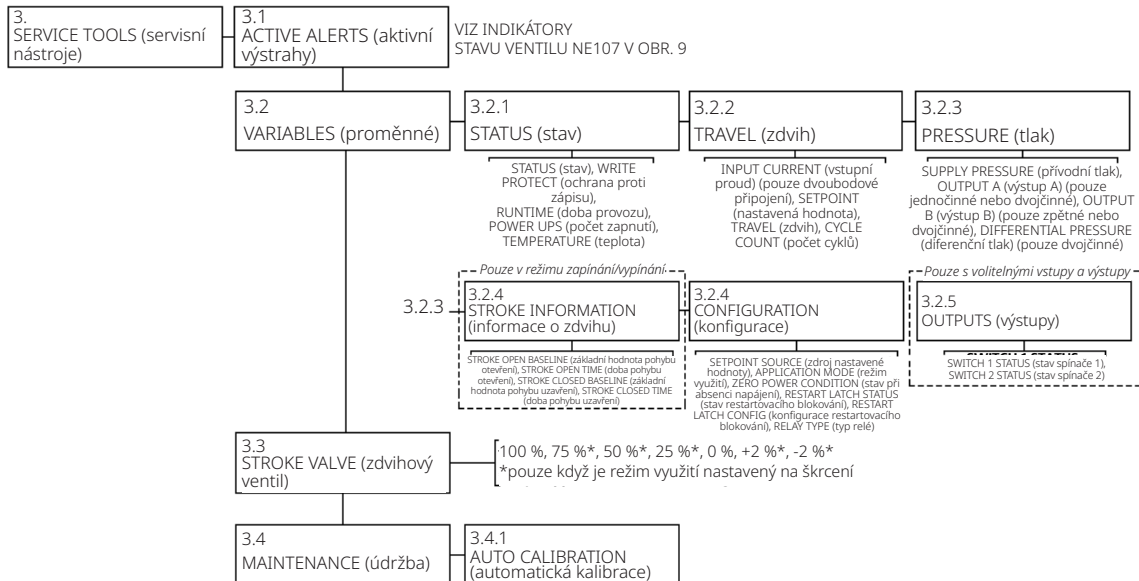 3.
SERVICE TOOLS (servisní
nástroje)
3.1
ACTIVE ALERTS (aktivní
výstrahy)
VIZ INDIKÁTORY
STAVU VENTILU NE107 V OBR. 9
3.2
VARIABLES (proměnné)
3.2.1
STATUS (stav)
3.2.2
TRAVEL (zdvih)
3.2.3
PRESSURE (tlak)
STATUS (stav), WRITE
PROTECT (ochrana proti
zápisu),
RUNTIME (doba provozu),
POWER UPS (počet zapnutí),
TEMPERATURE (teplota)
INPUT CURRENT (vstupní
proud) (pouze dvoubodové
připojení), SETPOINT
(nastavená hodnota),
TRAVEL (zdvih), CYCLE
COUNT (počet cyklů)
SUPPLY PRESSURE (přívodní tlak),
OUTPUT A (výstup A) (pouze
jednočinné nebo dvojčinné), OUTPUT
B (výstup B) (pouze zpětné nebo
dvojčinné), DIFFERENTIAL PRESSURE
(diferenční tlak) (pouze dvojčinné)
Pouze v režimu zapínání/vypínání
3.2.3
3.2.4
STROKE INFORMATION
(informace o zdvihu)
3.2.4
CONFIGURATION
(konfigurace)
Pouze s volitelnými vstupy a výstupy
3.2.5
OUTPUTS (výstupy)
STROKE OPEN BASELINE (základní hodnota pohybu
otevření), STROKE OPEN TIME (doba pohybu
otevření), STROKE CLOSED BASELINE (základní
hodnota pohybu uzavření), STROKE CLOSED TIME
(doba pohybu uzavření)
SETPOINT SOURCE (zdroj nastavené
hodnoty), APPLICATION MODE (režim
využití), ZERO POWER CONDITION (stav při
absenci napájení), RESTART LATCH STATUS
(stav restartovacího blokování), RESTART
LATCH CONFIG (konfigurace restartovacího
blokování), RELAY TYPE (typ relé)
SWITCH 1 STATUS
SWITCH 1 STATUS (stav spínače 1),
SWITCH 2 STATUS (stav spínače 2)
3.3
STROKE VALVE (zdvihový
ventil)
100 %, 75 %*, 50 %*, 25 %*, 0 %, +2 %*, -2 %*
*pouze když je režim využití nastavený na škrcení
3.4
MAINTENANCE (údržba)
3.4.1
AUTO CALIBRATION
(automatická kalibrace)